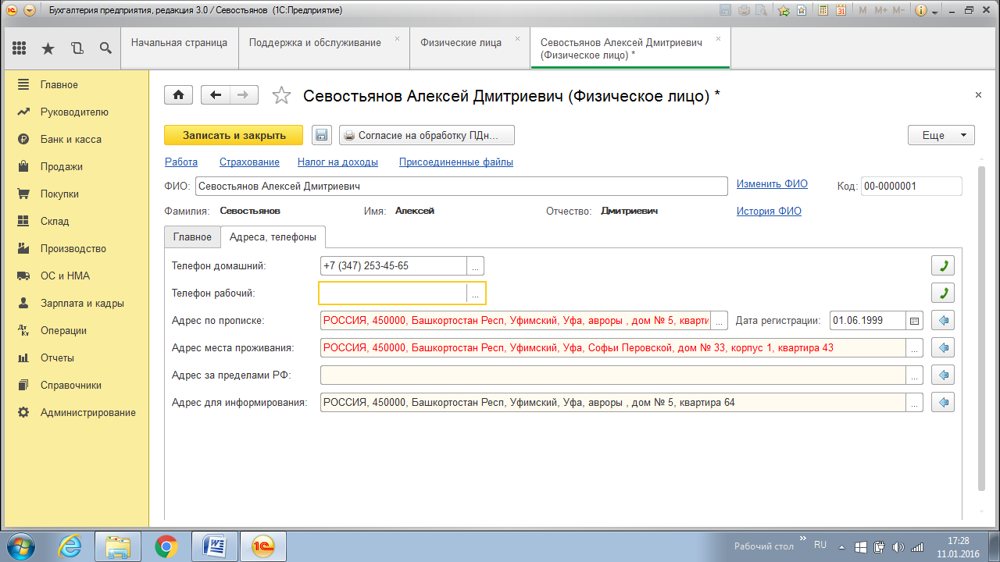 Бухгалтерия предприятия, редакция 3.0 / Севостьянов (1С:Предприятие)
M M+ M-
Начальная страница
Поддержка и обслуживание
Физические лица
Севостьянов Алексей Дмитриевич
(Физическое лицо) *
Главное
Руководителю
Банк и касса
Продажи
Покупки
Склад
Производство
ОС и НМА
Зарплата и кадры
Операции
Отчеты
Справочники
Администрирование
Севостьянов Алексей Дмитриевич (Физическое лицо) *
Записать и закрыть
Согласие на обработку ПДн...
Еще
Работа Страхование Налог на доходы Присоединенные файлы
ФИО: Севостьянов Алексей Дмитриевич Изменить ФИО Код: 00-0000001
Фамилия: Севостьянов Имя: Алексей Отчество: Дмитриевич История ФИО
Главное Адреса, телефоны
Телефон домашний: +7 (347) 253-45-65 ...
Телефон рабочий: ...
Адрес по прописке: РОССИЯ, 450000, Башкортостан Респ, Уфимский, Уфа, авроры , дом № 5, кварти ... Дата регистрации: 01.06.1999
Адрес места проживания: РОССИЯ, 450000, Башкортостан Респ, Уфимский, Уфа, Софьи Перовской, дом № 33, корпус 1, квартира 43 ...
Адрес за пределами РФ: ...
Адрес для информирования: РОССИЯ, 450000, Башкортостан Респ, Уфимский, Уфа, авроры , дом № 5, квартира 64 ...
Рабочий стол » RU
17:28
11.01.2016